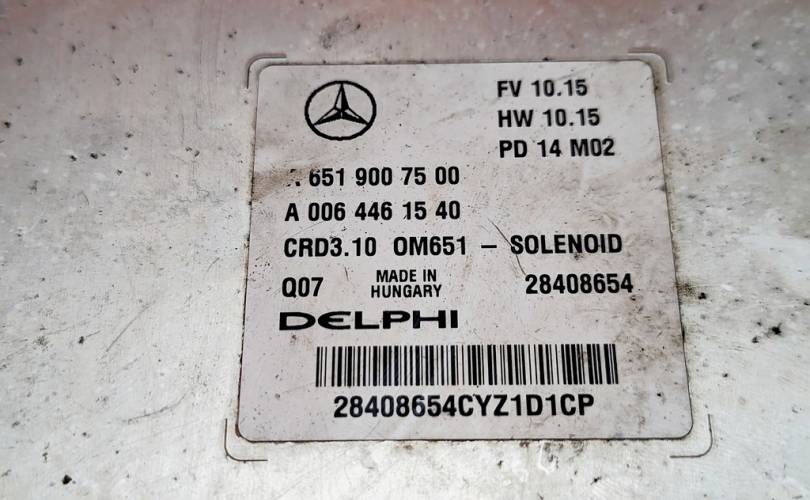 FV 10.15
HW 10.15
PD 14 M02
651 900 75 00
A 006 446 15 40
CRD3.10 OM651 – SOLENOID
Q07 MADE IN HUNGARY 28408654
DELPHI
28408654CYZ1D1CP